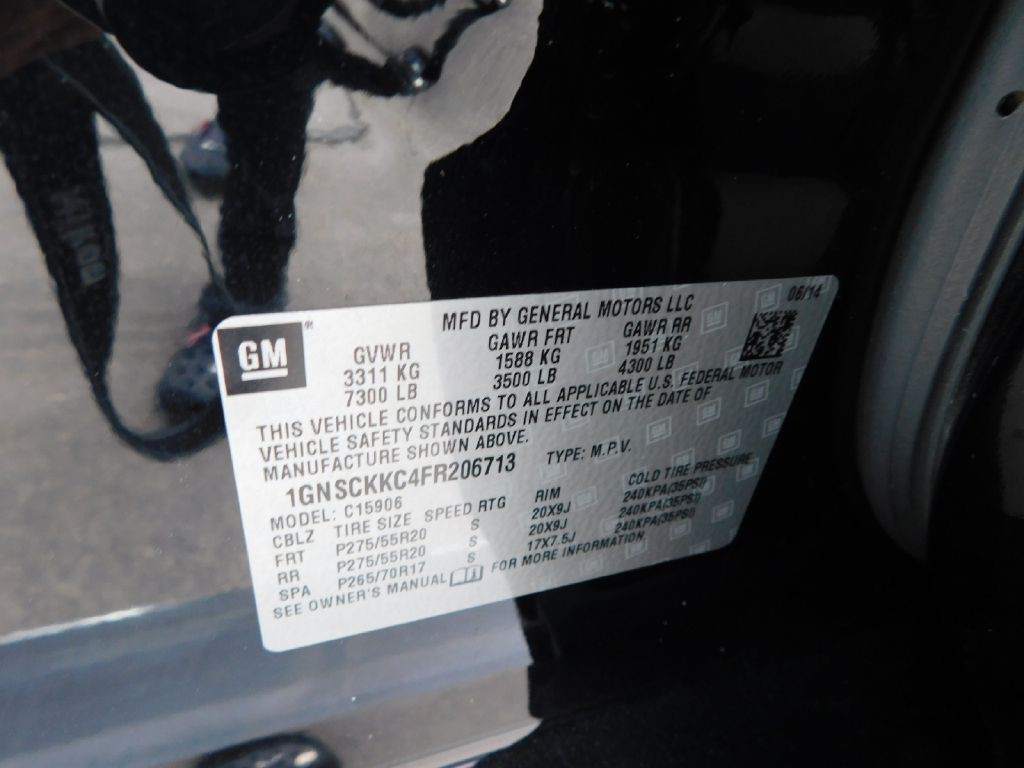 Nikon
GM ®
MFD BY GENERAL MOTORS LLC 06/14
GVWR GAWR FRT GAWR RR
3311 KG 1588 KG 1951 KG
7300 LB 3500 LB 4300 LB
THIS VEHICLE CONFORMS TO ALL APPLICABLE U.S. FEDERAL MOTOR
VEHICLE SAFETY STANDARDS IN EFFECT ON THE DATE OF
MANUFACTURE SHOWN ABOVE.
1GNSCKKC4FR206713 TYPE: M.P.V.
MODEL: C15906
CBLZ TIRE SIZE SPEED RTG RIM COLD TIRE PRESSURE
FRT P275/55R20 S 20X9J 240KPA(35PSI)
RR P275/55R20 S 20X9J 240KPA(35PSI)
SPA P265/70R17 S 17X7.5J 240KPA(35PSI)
SEE OWNER'S MANUAL FOR MORE INFORMATION.